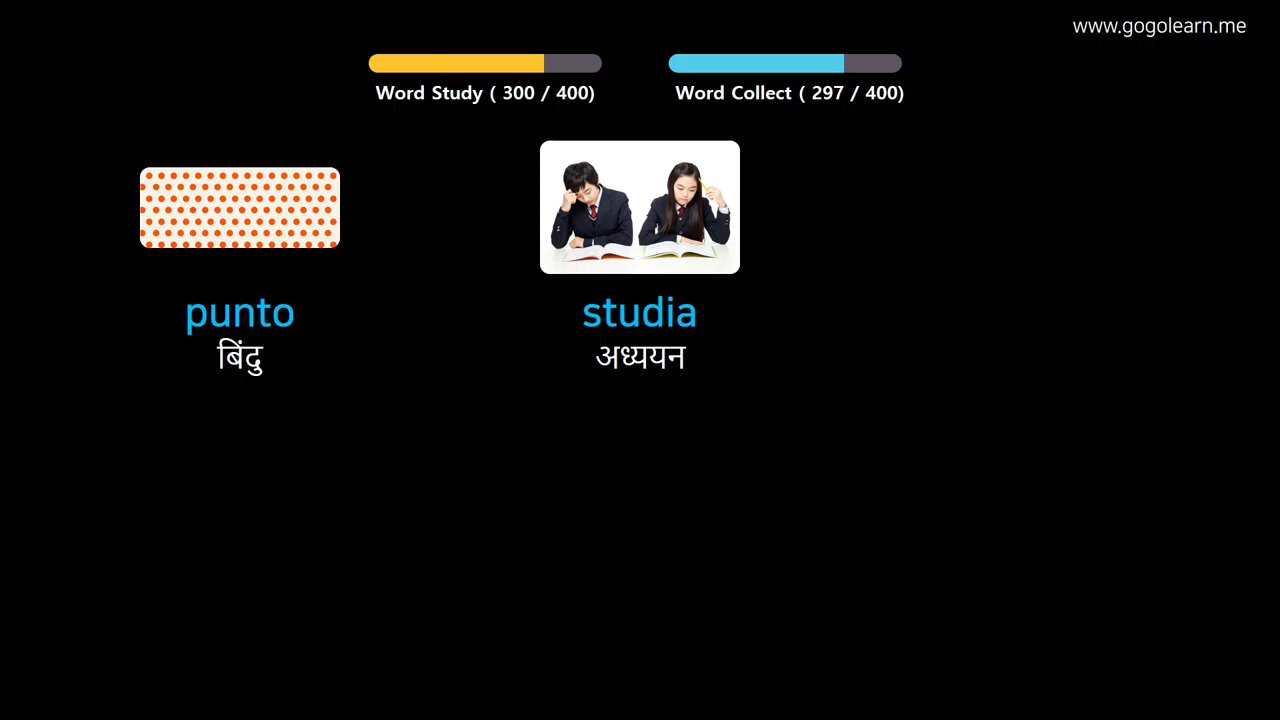 www.gogolearn.me
Word Study ( 300 / 400)
Word Collect ( 297 / 400)
punto
बिंदु
studia
अध्ययन